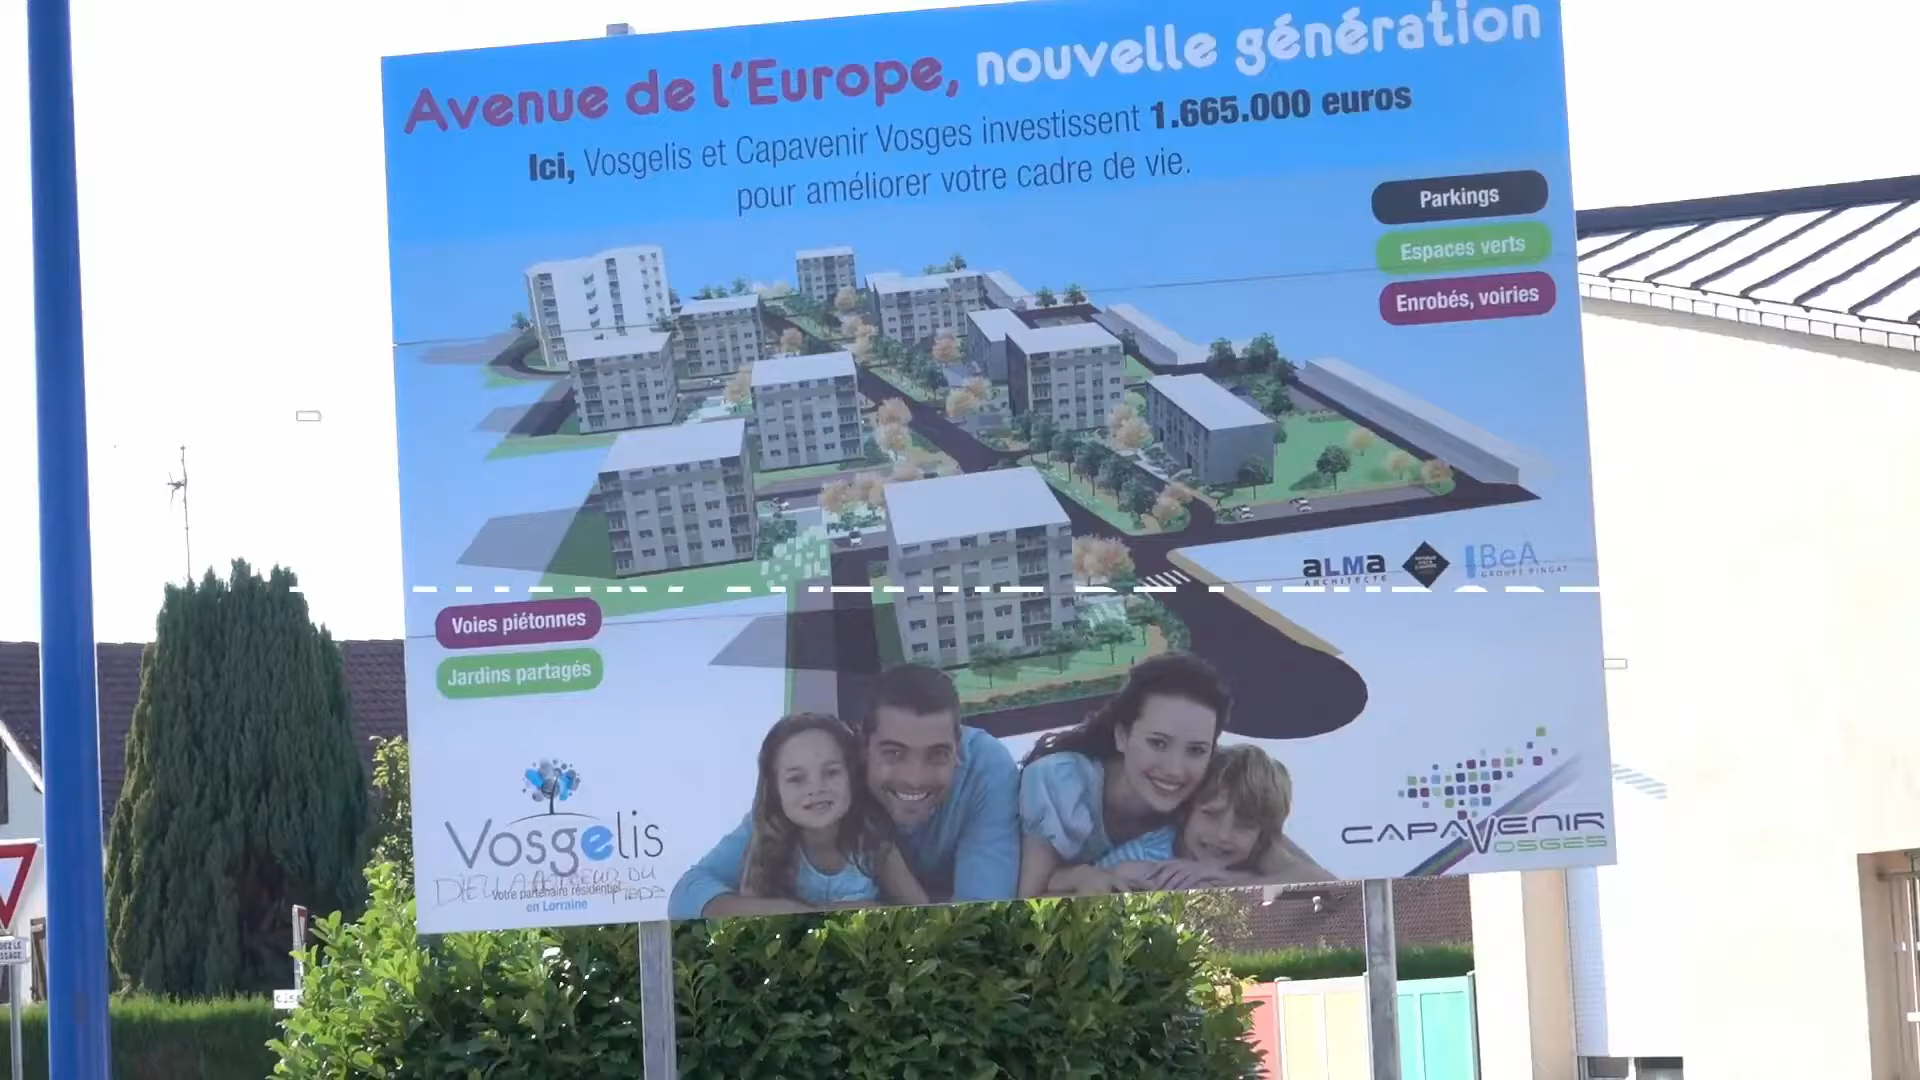 Avenue de l'Europe, nouvelle génération
Ici, Vosgelis et Capavenir Vosges investissent 1.665.000 euros
pour améliorer votre cadre de vie.
Parkings
Espaces verts
Enrobés, voiries
aLMa
ARCHITECTE
BeA
GROUPE PINGAT
Voies piétonnes
Jardins partagés
Vosgelis
Votre partenaire résidentiel
en Lorraine
CAPAVENIR
VOSGES